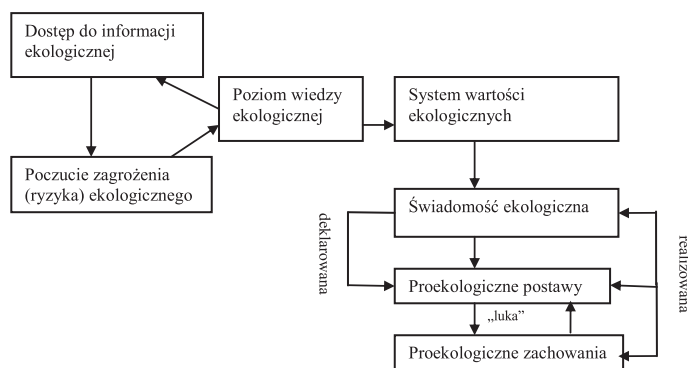 Dostęp do informacji
ekologicznej
Poziom wiedzy
ekologicznej
System wartości
ekologicznych
Poczucie zagrożenia
(ryzyka) ekologicznego
Świadomość ekologiczna
deklarowana
realizowana
Proekologiczne postawy
„luka”
Proekologiczne zachowania